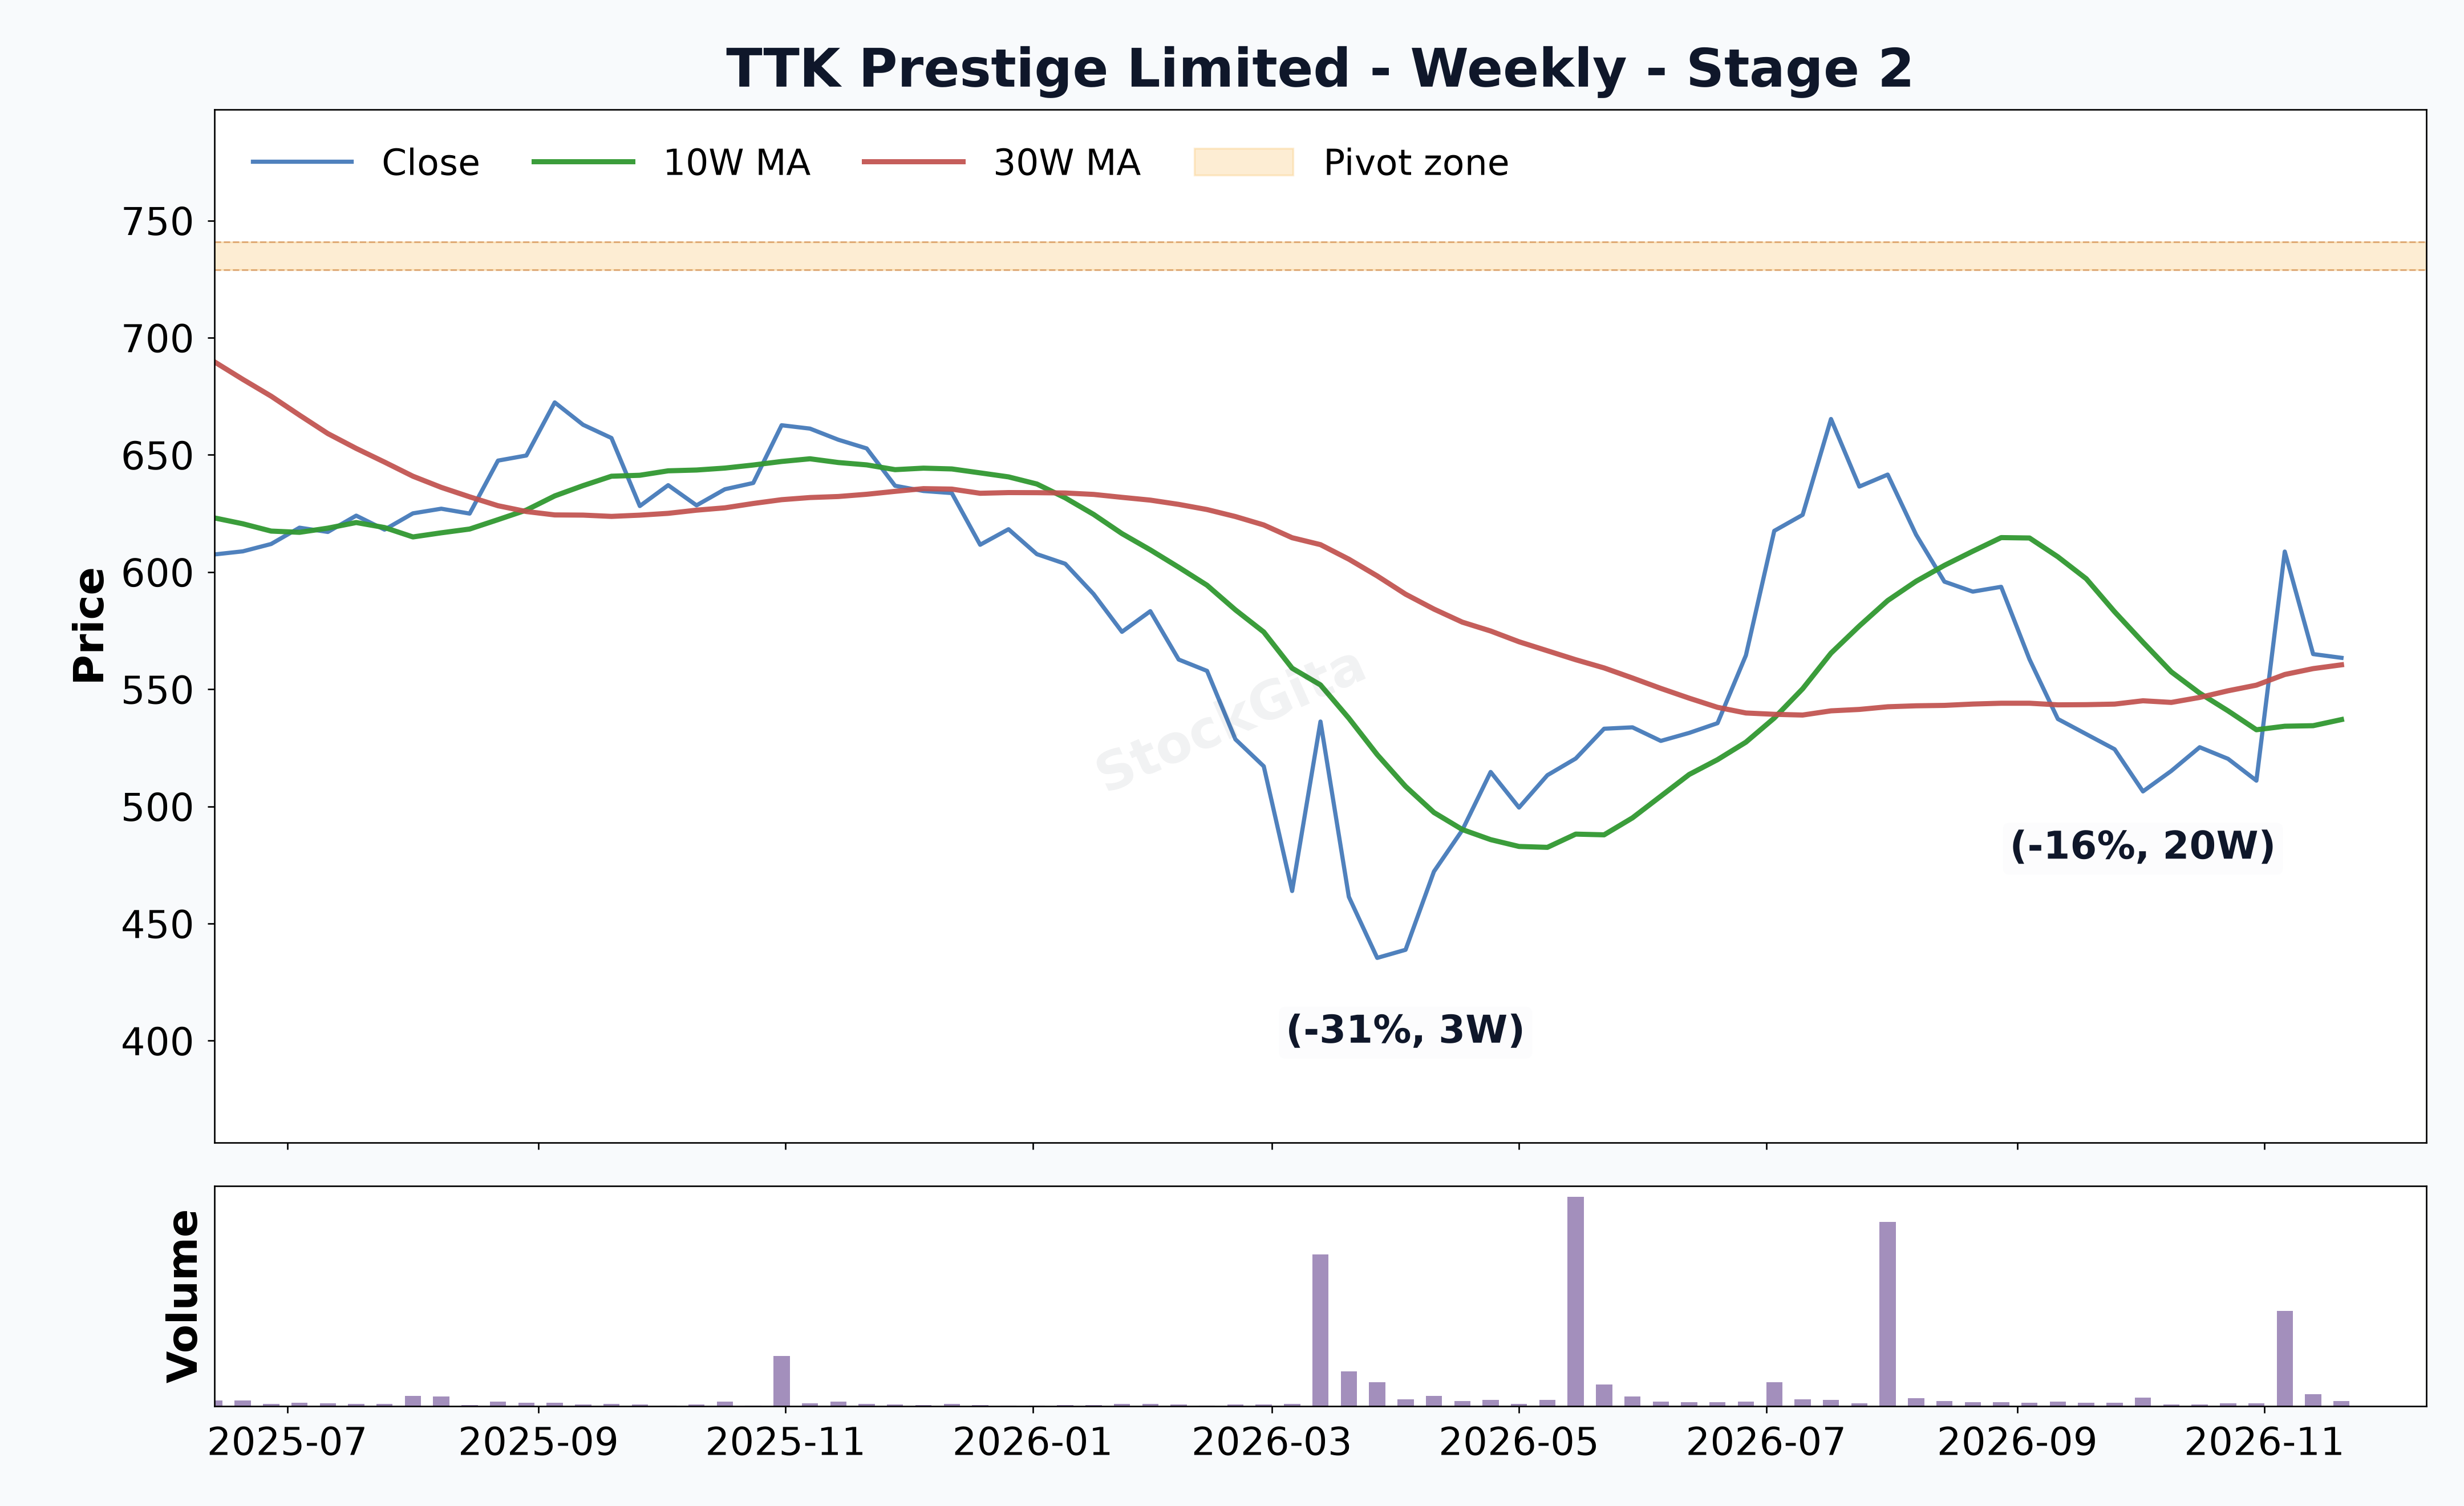 TTK Prestige Limited - Weekly - Stage 2
Close 10W MA 30W MA Pivot zone
750
700
650
600
550
500
450
400
Price
StockGita
(-16%, 20W)
(-31%, 3W)
Volume
2025-07 2025-09 2025-11 2026-01 2026-03 2026-05 2026-07 2026-09 2026-11